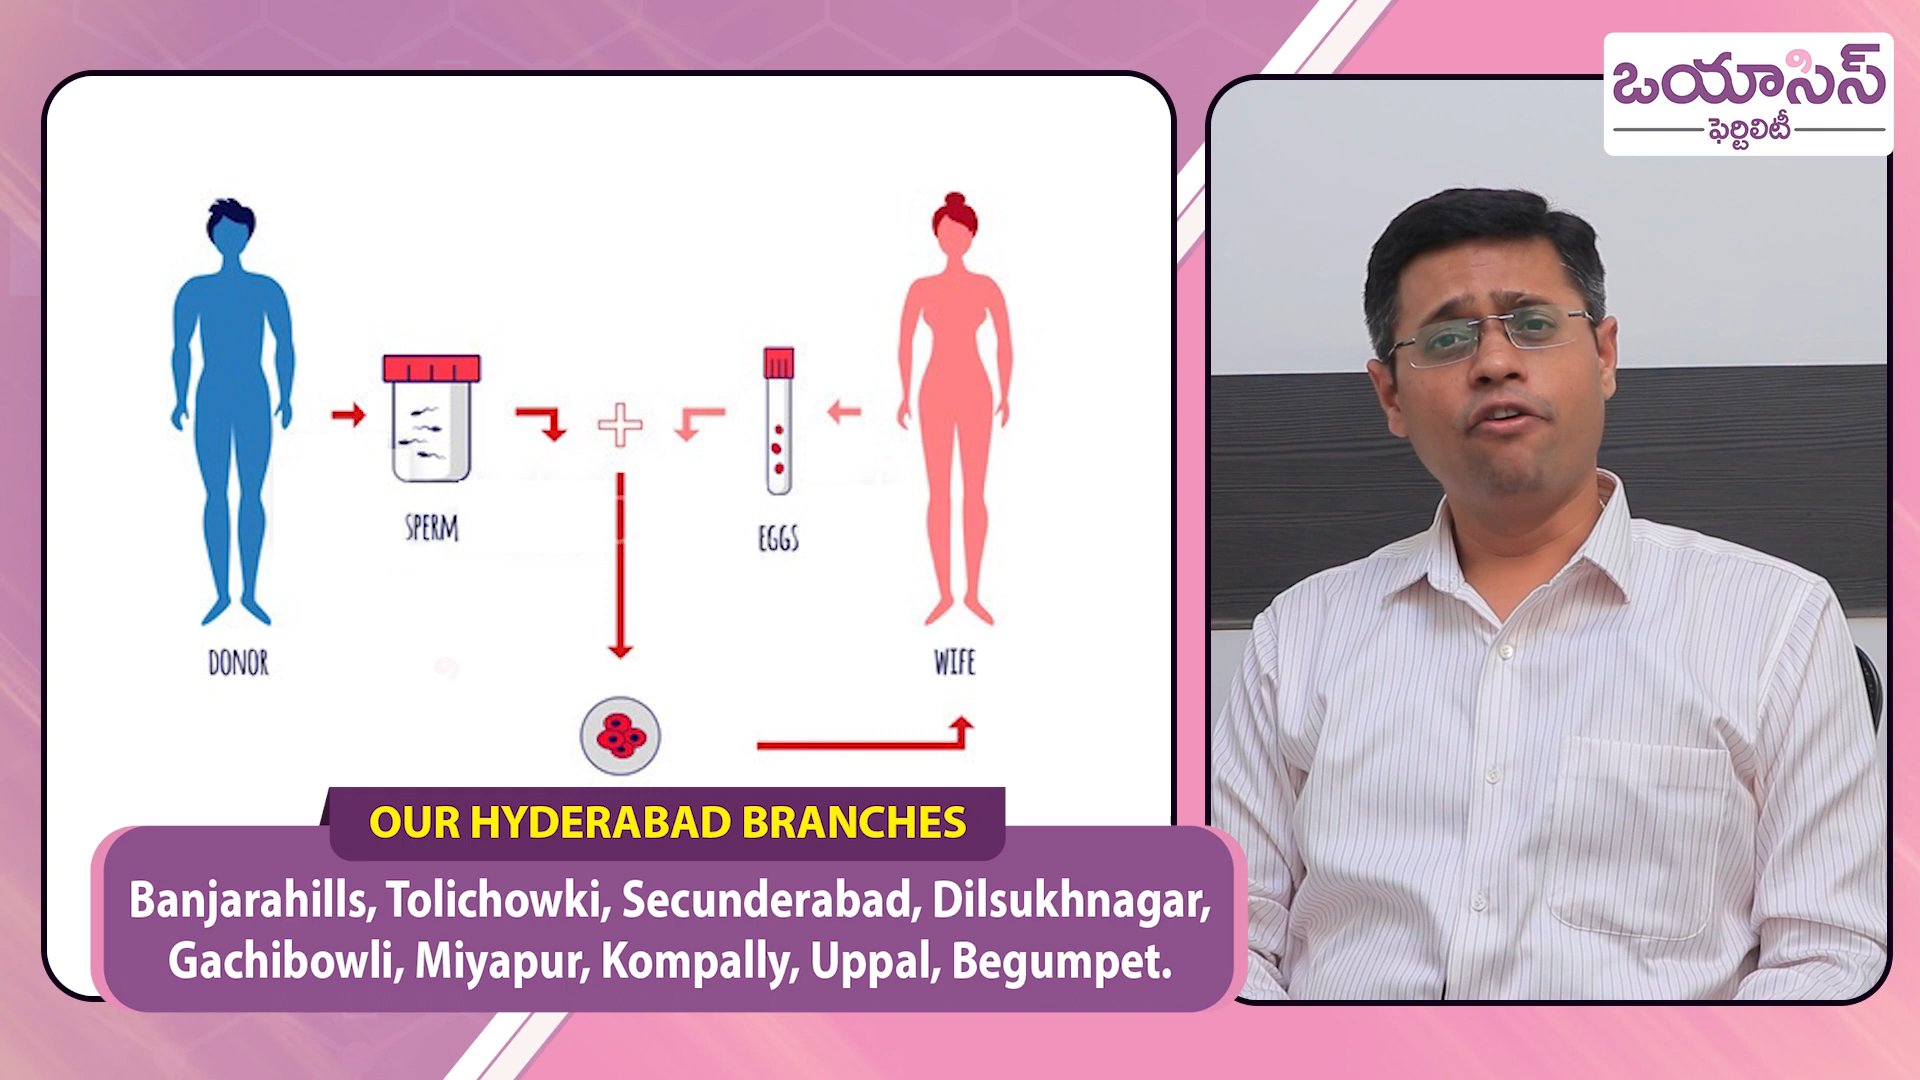 ఒయాసిస్
ఫెర్టిలిటీ
SPERM
EGGS
DONOR
WIFE
OUR HYDERABAD BRANCHES
Banjarahills, Tolichowki, Secunderabad, Dilsukhnagar,
Gachibowli, Miyapur, Kompally, Uppal, Begumpet.